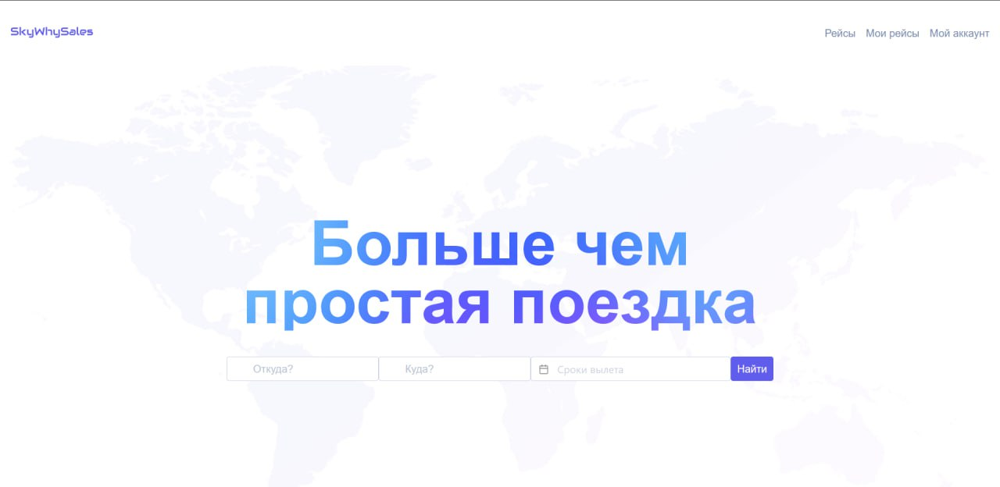 SkyWhySales
Рейсы Мои рейсы Мой аккаунт
Больше чем
простая поездка
Откуда? Куда? Сроки вылета Найти